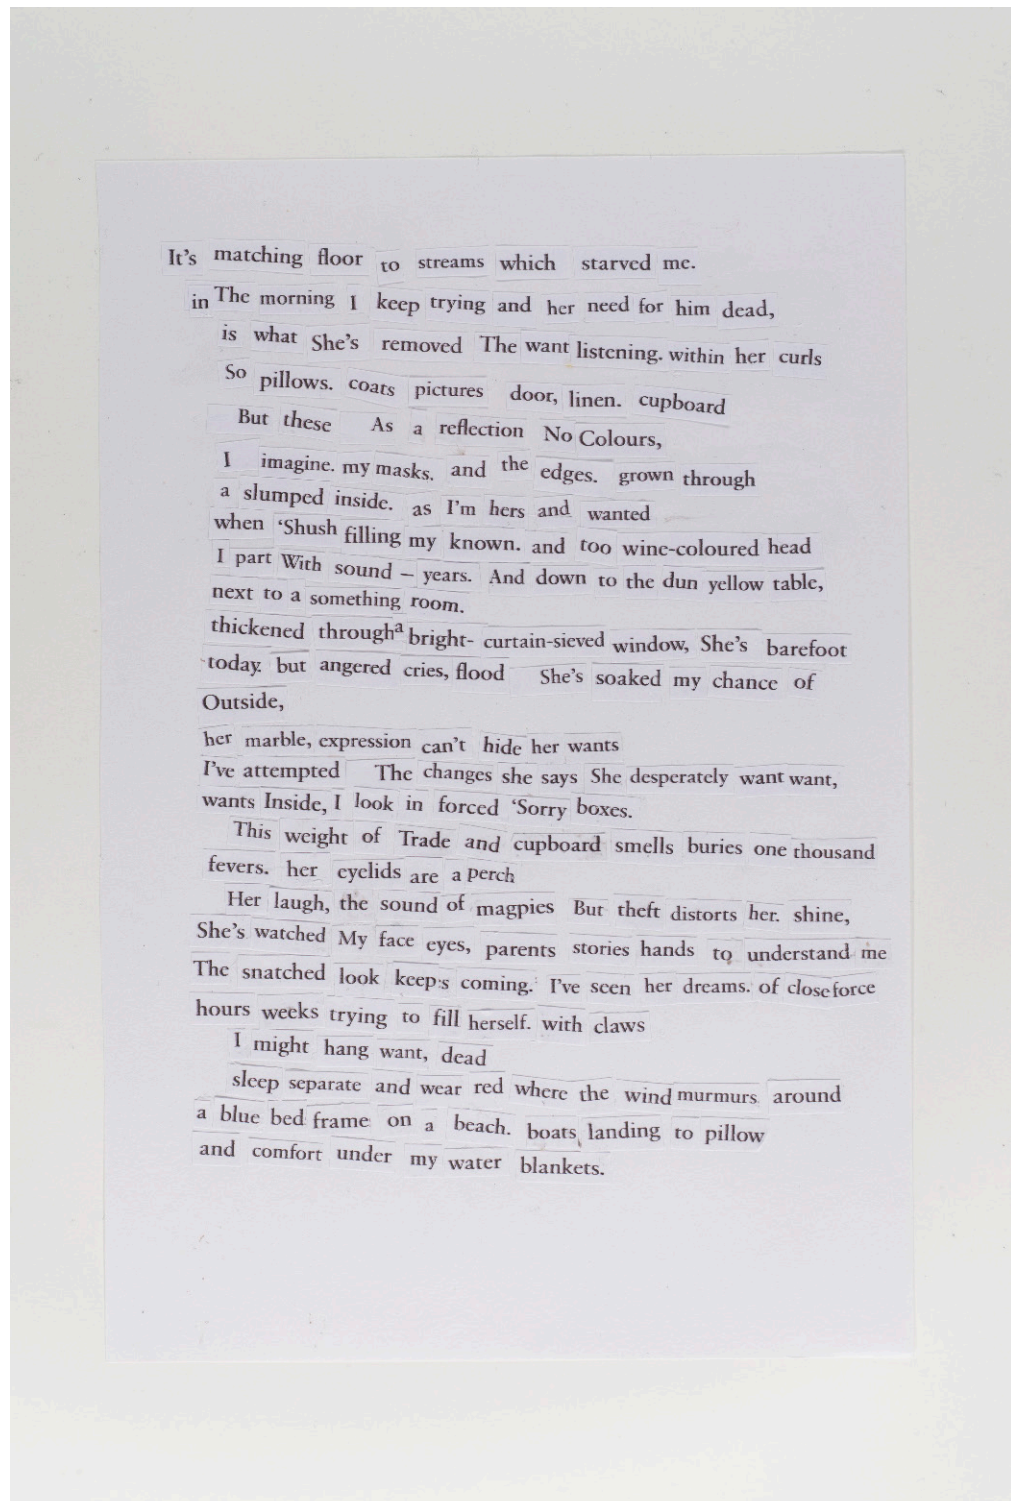 It's matching floor to streams which starved me.
in The morning I keep trying and her need for him dead,
is what She's removed The want listening. within her curls
So pillows. coats pictures door, linen. cupboard
But these As a reflection No Colours,
I imagine. my masks. and the edges. grown through
a slumped inside. as I'm hers and wanted
when ‘Shush filling my known. and too wine-coloured head
I part With sound – years. And down to the dun yellow table,
next to a something room.
thickened through a bright- curtain-sieved window, She's barefoot
today. but angered cries, flood She's soaked my chance of
Outside,
her marble, expression can't hide her wants
I've attempted The changes she says She desperately want want,
wants Inside, I look in forced ‘Sorry boxes.
This weight of Trade and cupboard smells buries one thousand
fevers. her eyelids are a perch
Her laugh, the sound of magpies But theft distorts her. shine,
She's watched My face eyes, parents stories hands to understand me
The snatched look keeps coming. I've seen her dreams. of close force
hours weeks trying to fill herself. with claws
I might hang want, dead
sleep separate and wear red where the wind murmurs around
a blue bed frame on a beach. boats, landing to pillow
and comfort under my water blankets.